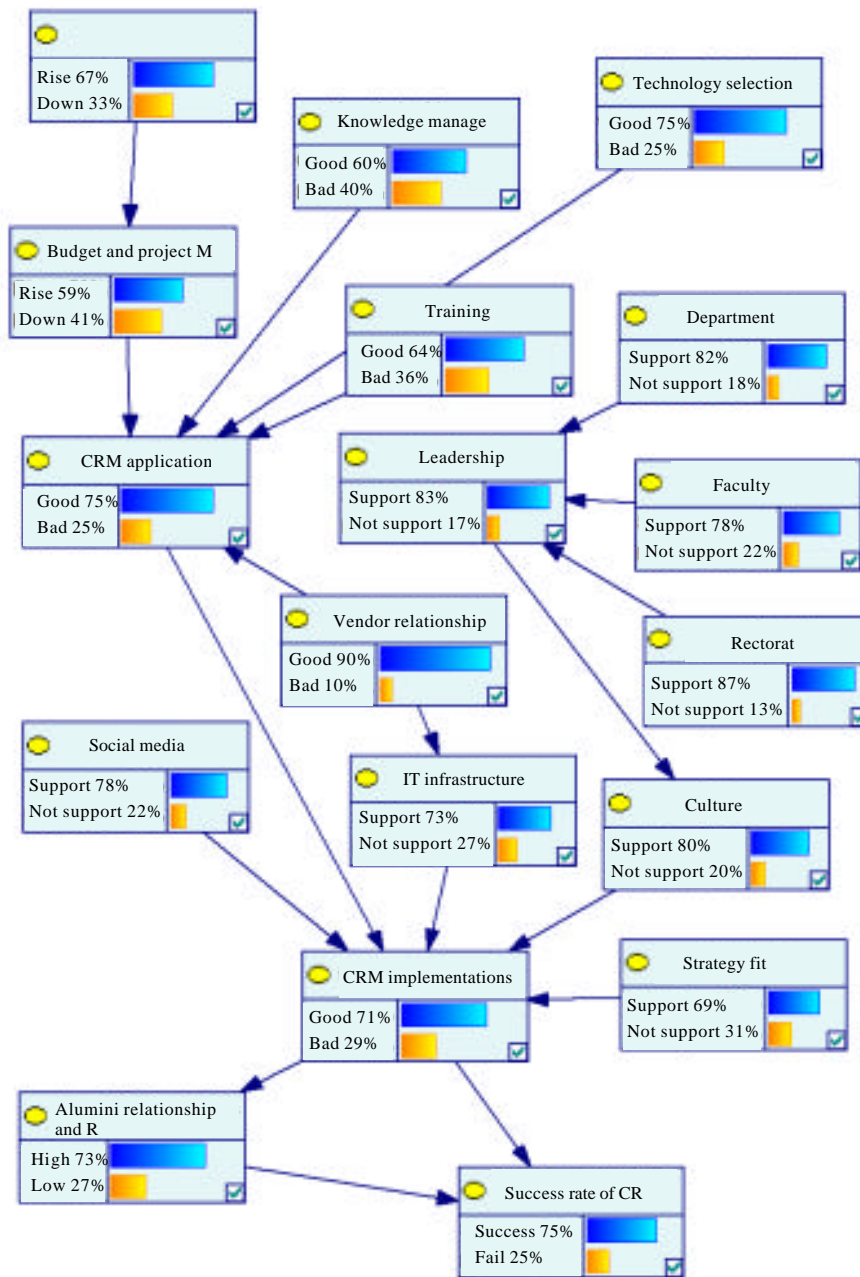 Rise 67%
Down 33%
Technology selection
Good 75%
Bad 25%
Knowledge manage
Good 60%
Bad 40%
Budget and project M
Rise 59%
Down 41%
Training
Good 64%
Bad 36%
Department
Support 82%
Not support 18%
CRM application
Good 75%
Bad 25%
Leadership
Support 83%
Not support 17%
Faculty
Support 78%
Not support 22%
Vendor relationship
Good 90%
Bad 10%
Rectorat
Support 87%
Not support 13%
Social media
Support 78%
Not support 22%
IT infrastructure
Support 73%
Not support 27%
Culture
Support 80%
Not support 20%
CRM implementations
Good 71%
Bad 29%
Strategy fit
Support 69%
Not support 31%
Alumini relationship
and R
High 73%
Low 27%
Success rate of CR
Success 75%
Fail 25%